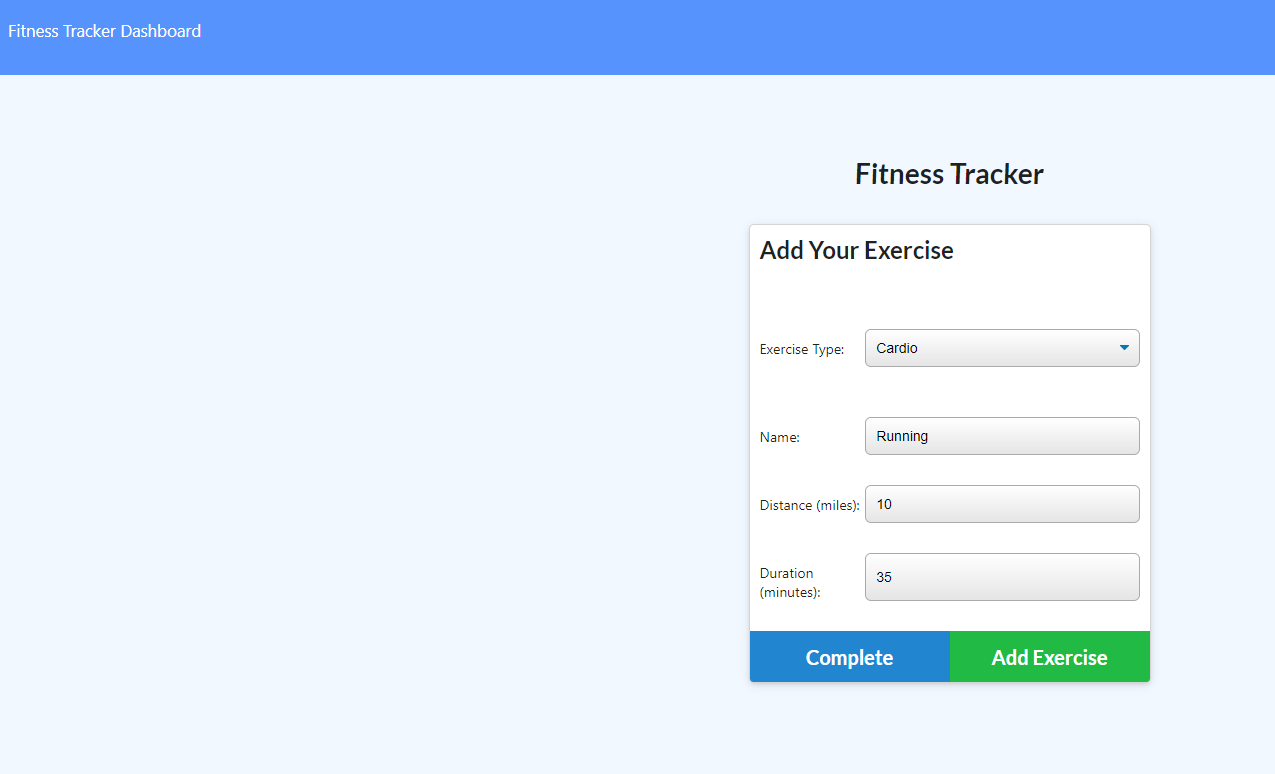 Fitness Tracker Dashboard
Fitness Tracker
Add Your Exercise
Exercise Type: Cardio
Name: Running
Distance (miles): 10
Duration (minutes): 35
Complete Add Exercise